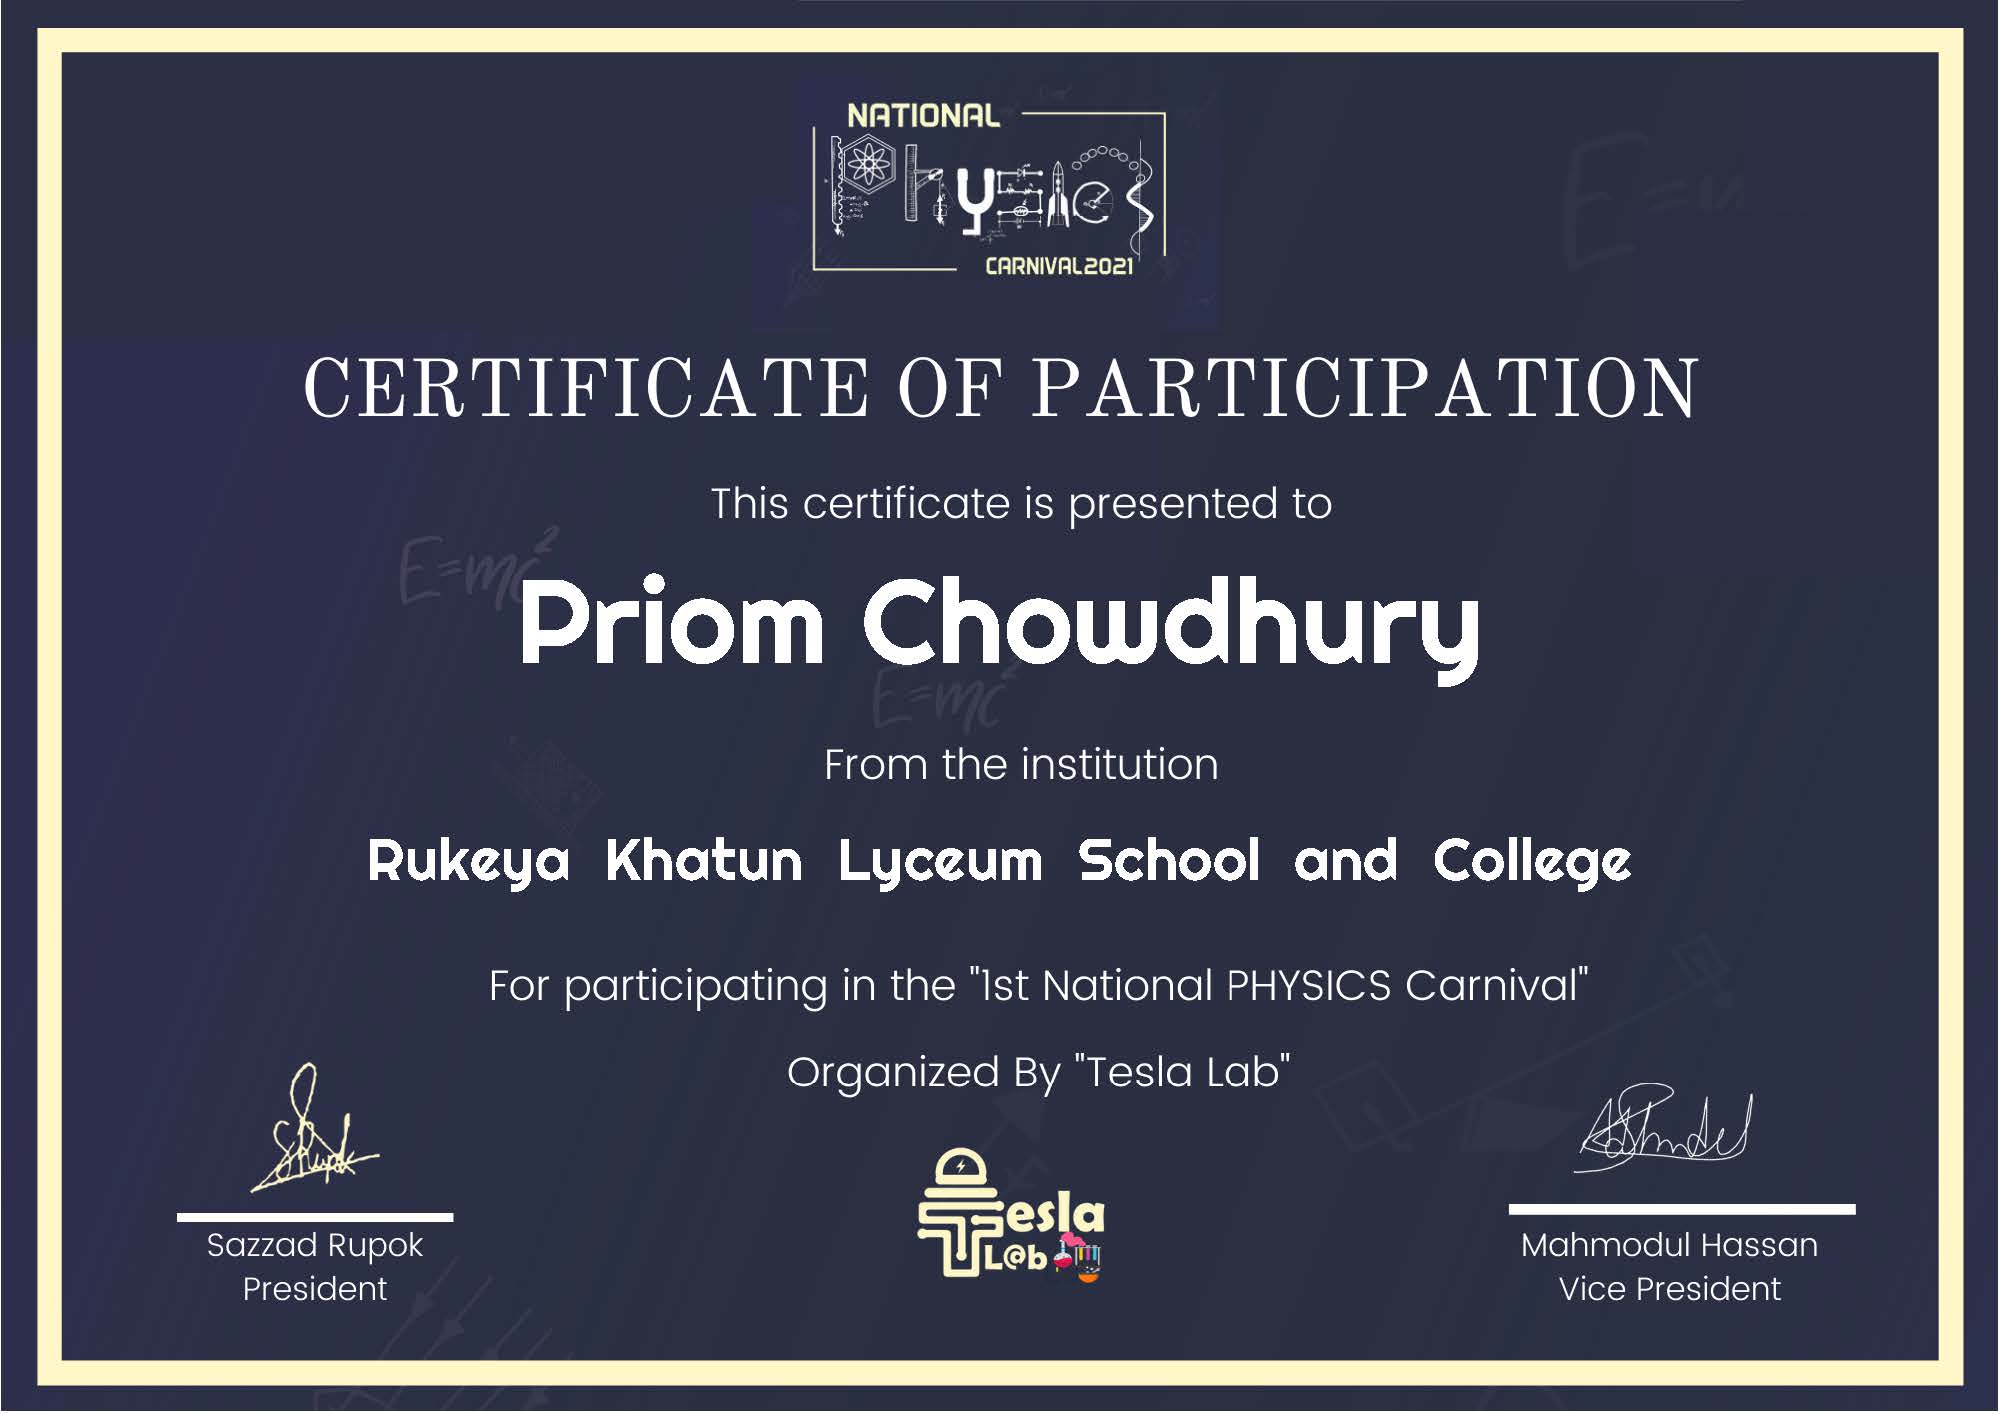 NATIONAL
Physics
CARNIVAL2021
CERTIFICATE OF PARTICIPATION
This certificate is presented to
E=mc²
Priom Chowdhury
E=mc²
From the institution
Rukeya Khatun Lyceum School and College
For participating in the "1st National PHYSICS Carnival"
Organized By "Tesla Lab"
Tesla
L@b
Sazzad Rupok
President
Mahmodul Hassan
Vice President